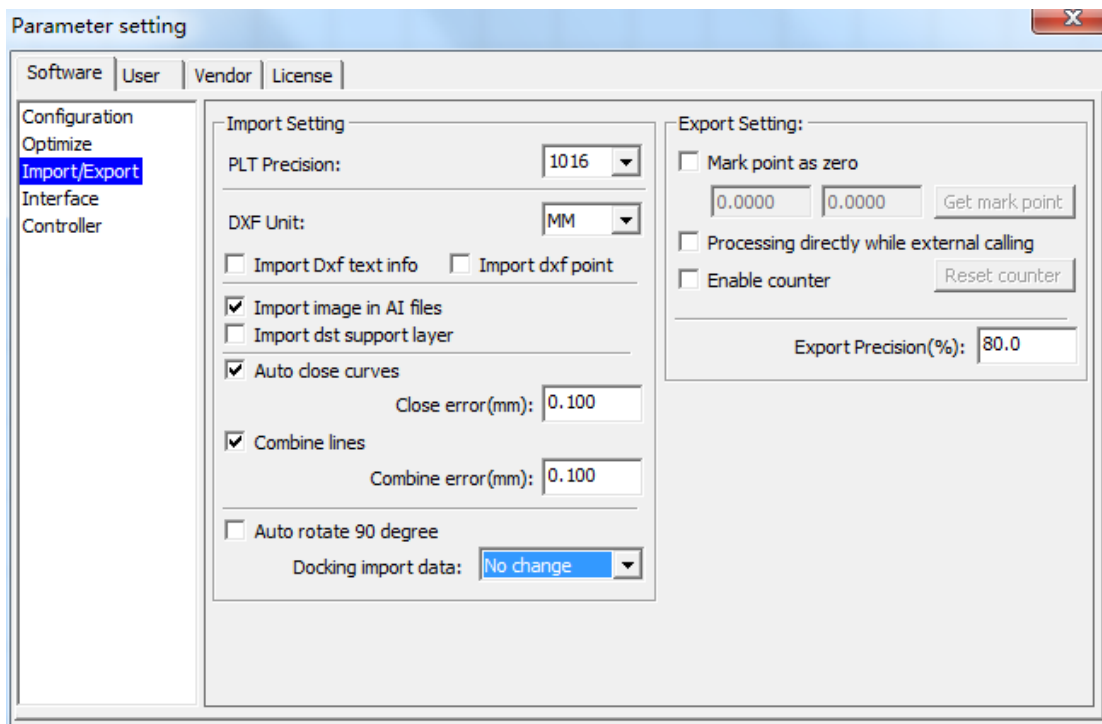 Parameter setting
Software User Vendor License
Configuration
Optimize
Import/Export
Interface
Controller
Import Setting
PLT Precision: 1016
DXF Unit: MM
Import Dxf text info Import dxf point
Import image in AI files
Import dst support layer
Auto close curves
Close error(mm): 0.100
Combine lines
Combine error(mm): 0.100
Auto rotate 90 degree
Docking import data: No change
Export Setting:
Mark point as zero
0.0000 0.0000 Get mark point
Processing directly while external calling
Enable counter Reset counter
Export Precision(%): 80.0